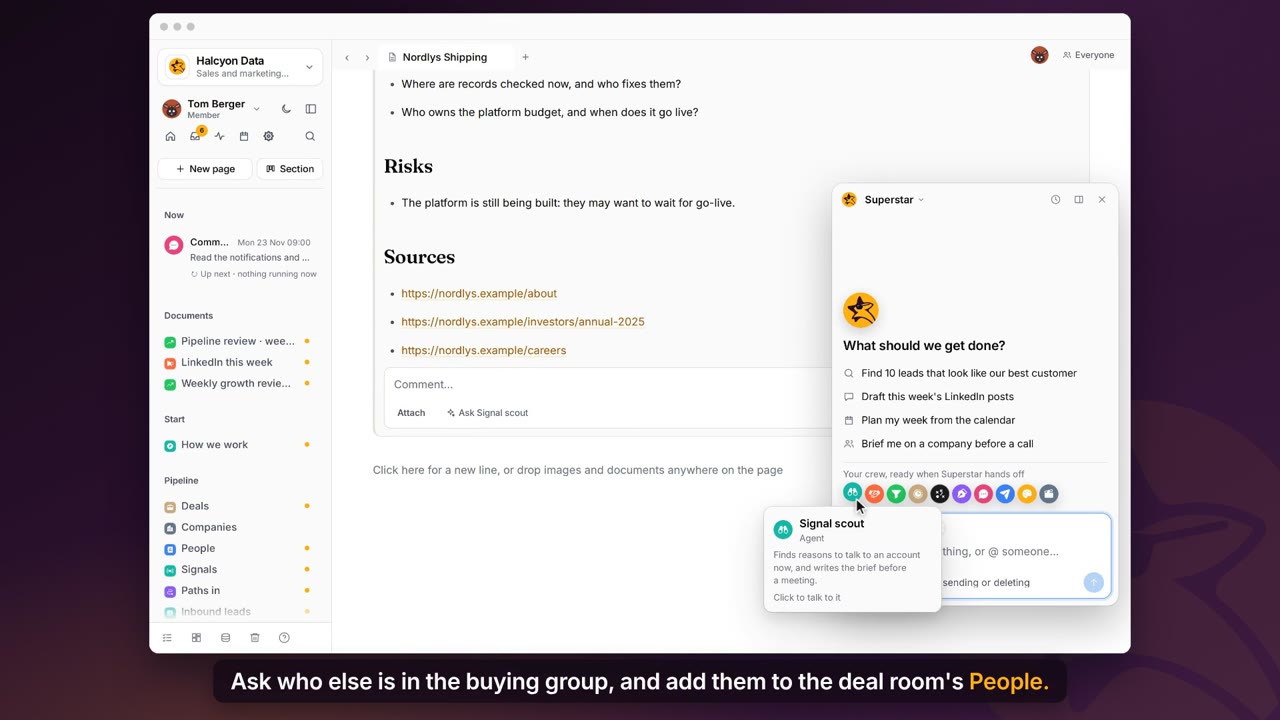 Halcyon Data
Sales and marketing...
Tom Berger
Member
6
New page
Section
Now
Comm...
Mon 23 Nov 09:00
Read the notifications and ...
Up next · nothing running now
Documents
Pipeline review · wee...
LinkedIn this week
Weekly growth revie...
Start
How we work
Pipeline
Deals
Companies
People
Signals
Paths in
Inbound leads
Nordlys Shipping
Everyone
Where are records checked now, and who fixes them?
Who owns the platform budget, and when does it go live?
Risks
The platform is still being built: they may want to wait for go-live.
Sources
https://nordlys.example/about
https://nordlys.example/investors/annual-2025
https://nordlys.example/careers
Comment...
Attach
Ask Signal scout
Click here for a new line, or drop images and documents anywhere on the page
Superstar
What should we get done?
Find 10 leads that look like our best customer
Draft this week's LinkedIn posts
Plan my week from the calendar
Brief me on a company before a call
Your crew, ready when Superstar hands off
Signal scout
Agent
Finds reasons to talk to an account
now, and writes the brief before
a meeting.
Click to talk to it
thing, or @ someone...
sending or deleting
Ask who else is in the buying group, and add them to the deal room's People.